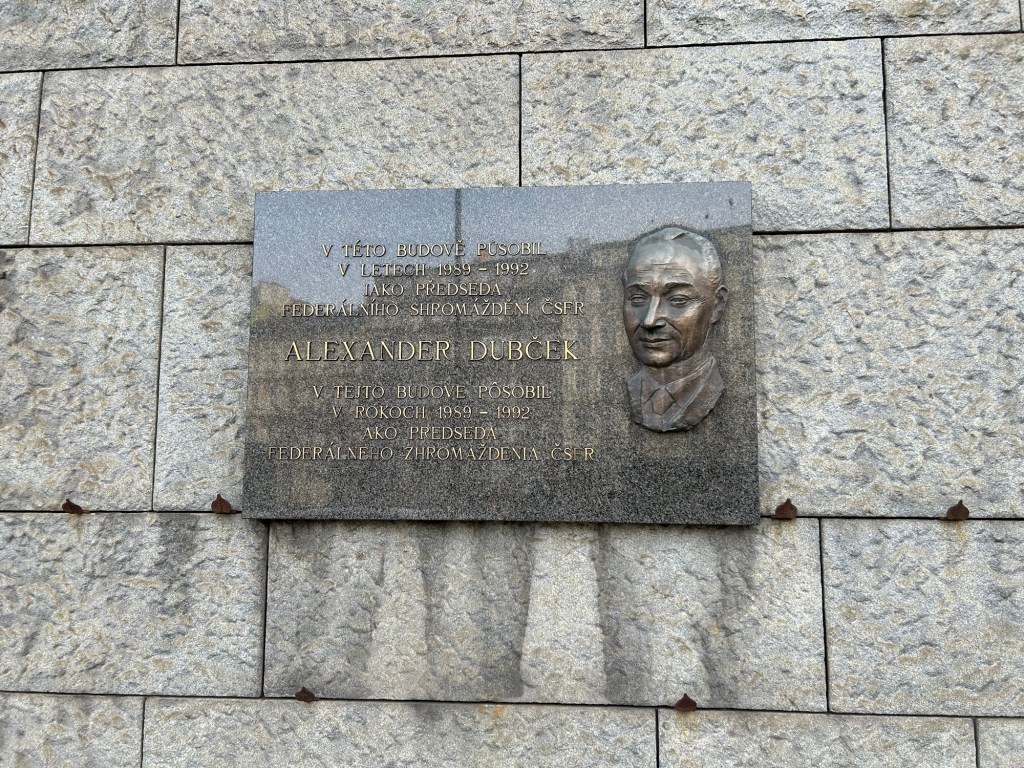 V TÉTO BUDOVĚ PŮSOBIL
V LETECH 1989 – 1992
JAKO PŘEDSEDA
FEDERÁLNÍHO SHROMÁŽDĚNÍ ČSFR
ALEXANDER DUBČEK
V TEJTO BUDOVE PÔSOBIL
V ROKOCH 1989 – 1992
AKO PREDSEDA
FEDERÁLNEHO ZHROMAŽDENIA ČSFR